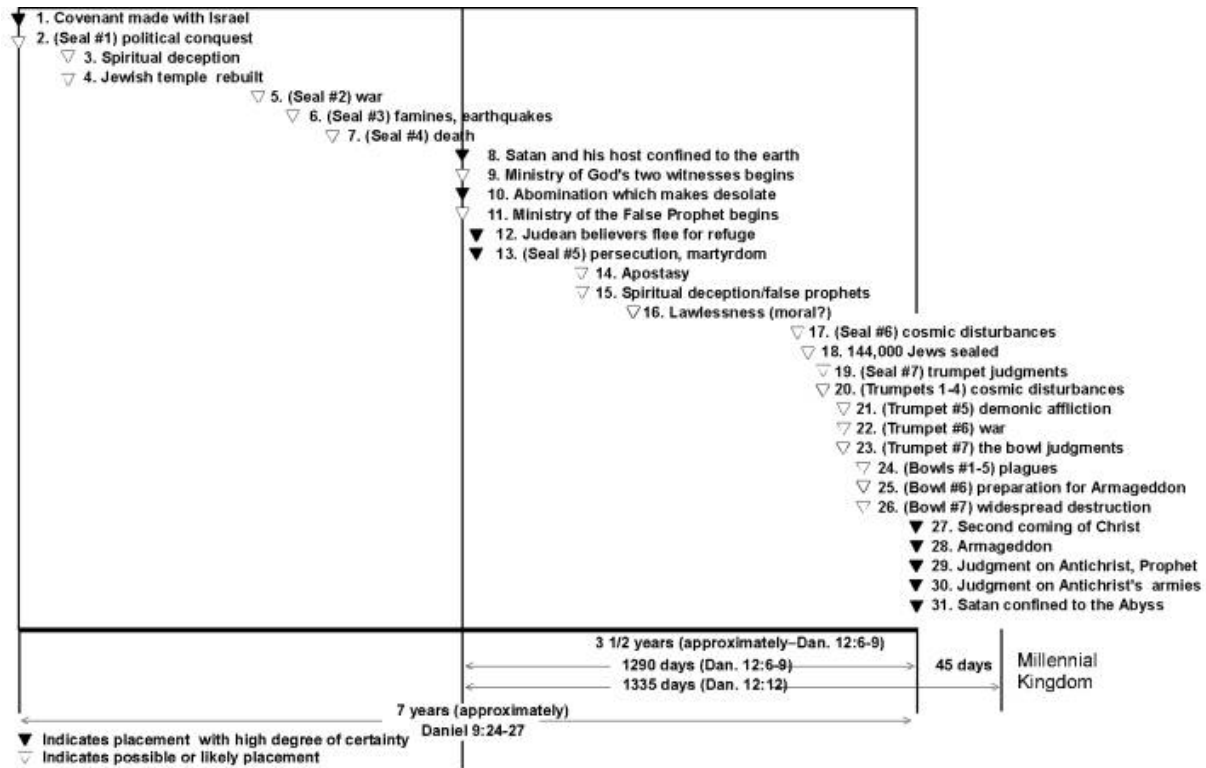 1. Covenant made with Israel
2. (Seal #1) political conquest
3. Spiritual deception
4. Jewish temple rebuilt
5. (Seal #2) war
6. (Seal #3) famines, earthquakes
7. (Seal #4) death
8. Satan and his host confined to the earth
9. Ministry of God's two witnesses begins
10. Abomination which makes desolate
11. Ministry of the False Prophet begins
12. Judean believers flee for refuge
13. (Seal #5) persecution, martyrdom
14. Apostasy
15. Spiritual deception/false prophets
16. Lawlessness (moral?)
17. (Seal #6) cosmic disturbances
18. 144,000 Jews sealed
19. (Seal #7) trumpet judgments
20. (Trumpets 1-4) cosmic disturbances
21. (Trumpet #5) demonic affliction
22. (Trumpet #6) war
23. (Trumpet #7) the bowl judgments
24. (Bowls #1-5) plagues
25. (Bowl #6) preparation for Armageddon
26. (Bowl #7) widespread destruction
27. Second coming of Christ
28. Armageddon
29. Judgment on Antichrist, Prophet
30. Judgment on Antichrist's armies
31. Satan confined to the Abyss
3 1/2 years (approximately–Dan. 12:6-9)
1290 days (Dan. 12:6-9)
45 days
1335 days (Dan. 12:12)
Millennial
Kingdom
7 years (approximately)
Daniel 9:24-27
Indicates placement with high degree of certainty
Indicates possible or likely placement